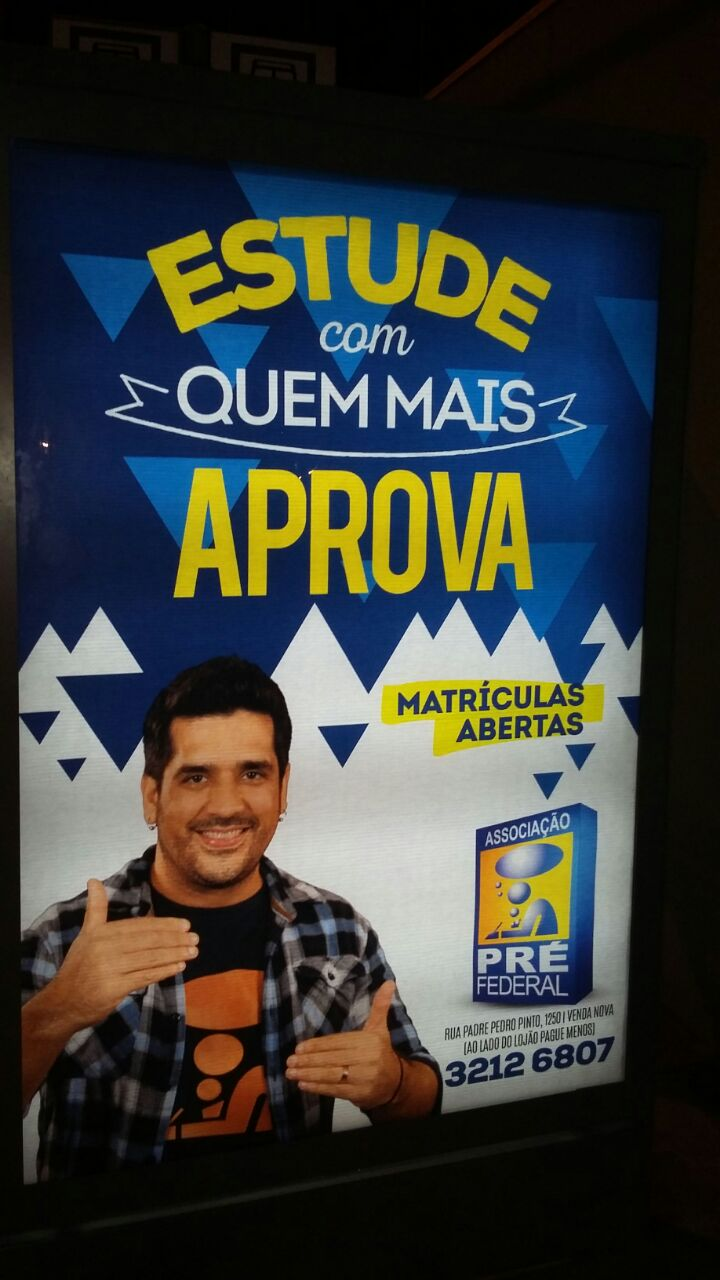 ESTUDE
com
QUEM MAIS
APROVA
MATRÍCULAS
ABERTAS
ASSOCIAÇÃO
PRÉ
FEDERAL
RUA PADRE PEDRO PINTO, 1250 | VENDA NOVA
(AO LADO DO LOJÃO PAGUE MENOS)
3212 6807